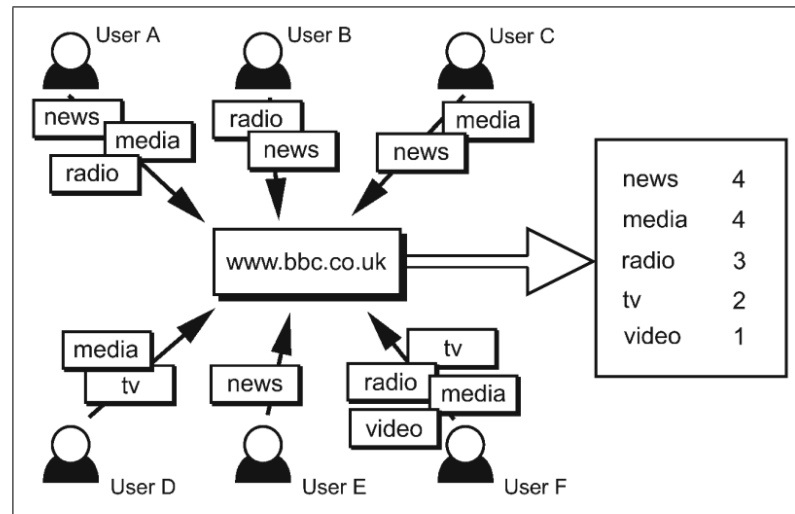 User A
User B
User C
news
media
radio
radio
news
media
news
www.bbc.co.uk
news 4
media 4
radio 3
tv 2
video 1
media
tv
news
tv
radio
media
video
User D
User E
User F